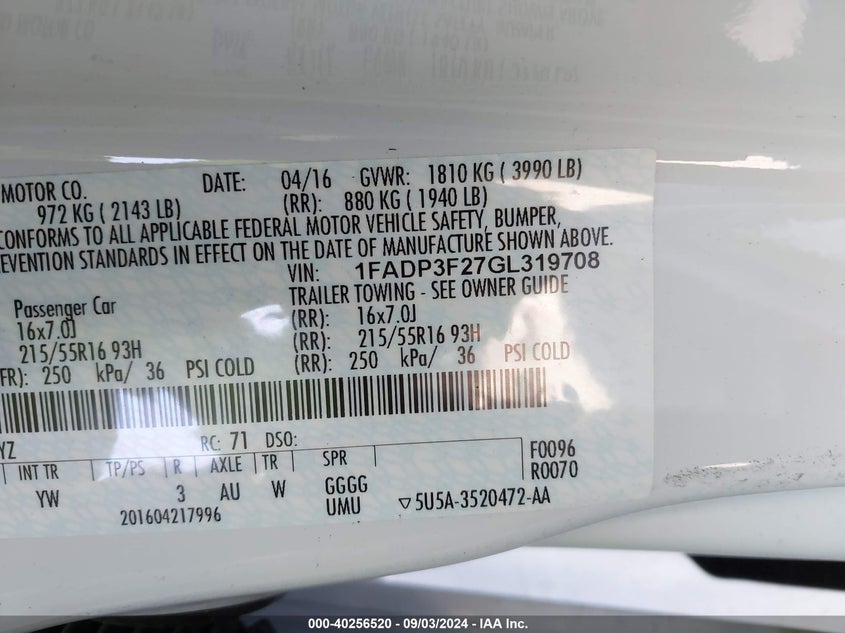 MOTOR CO. DATE: 04/16 GVWR: 1810 KG ( 3990 LB)
972 KG ( 2143 LB) (RR): 880 KG ( 1940 LB)
CONFORMS TO ALL APPLICABLE FEDERAL MOTOR VEHICLE SAFETY, BUMPER,
EVENTION STANDARDS IN EFFECT ON THE DATE OF MANUFACTURE SHOWN ABOVE.
VIN: 1FADP3F27GL319708
Passenger Car TRAILER TOWING - SEE OWNER GUIDE
16x7.0J (RR): 16x7.0J
215/55R16 93H (RR): 215/55R16 93H
FR): 250 kPa/ 36 PSI COLD (RR): 250 kPa/ 36 PSI COLD
YZ RC: 71 DSO:
INT TR TP/PS R AXLE TR SPR F0096
R0070
YW 3 AU W GGGG
UMU
201604217996 5U5A-3520472-AA
000-40256520 - 09/03/2024 - IAA Inc.